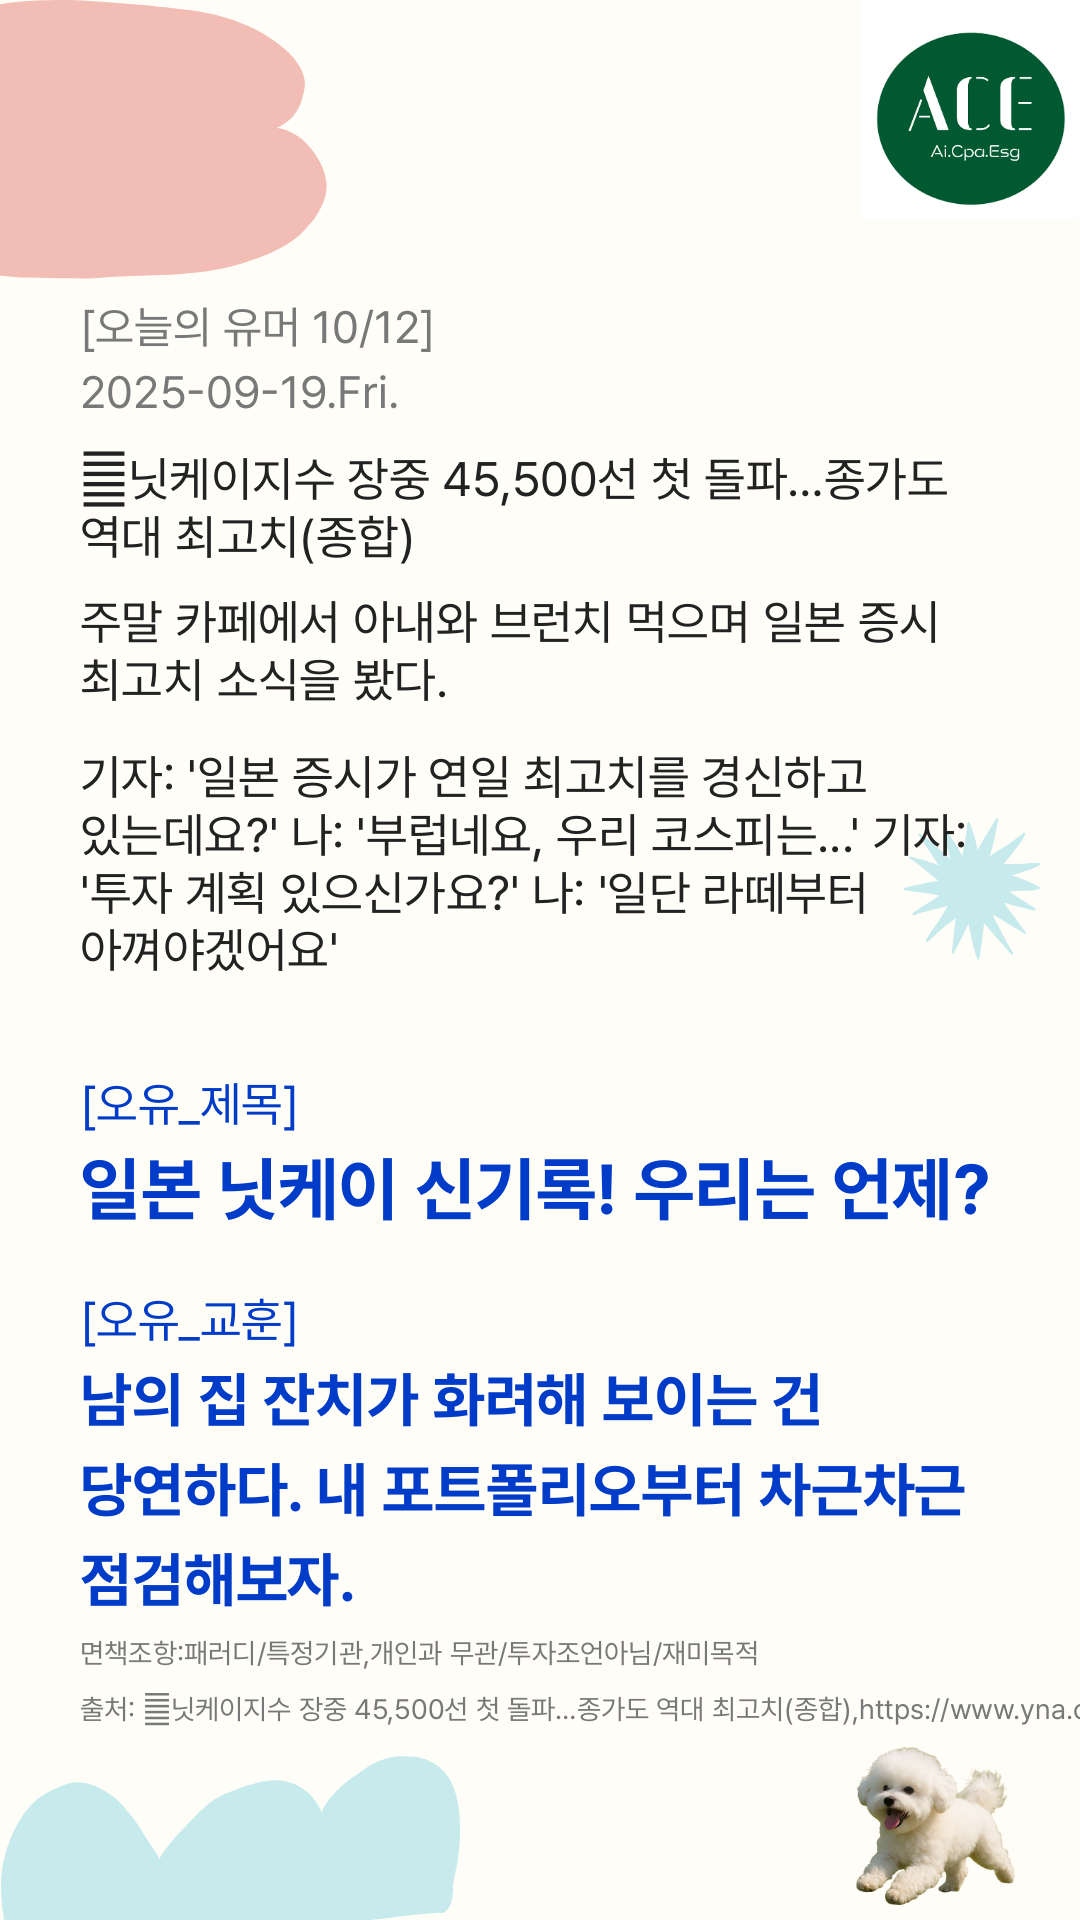 ACE
Ai.Cpa.Esg
[오늘의 유머 10/12]
2025-09-19.Fri.
닛케이지수 장중 45,500선 첫 돌파…종가도
역대 최고치(종합)
주말 카페에서 아내와 브런치 먹으며 일본 증시
최고치 소식을 봤다.
기자: '일본 증시가 연일 최고치를 경신하고
있는데요?' 나: '부럽네요, 우리 코스피는...' 기자:
'투자 계획 있으신가요?' 나: '일단 라떼부터
아껴야겠어요'
[오유_제목]
일본 닛케이 신기록! 우리는 언제?
[오유_교훈]
남의 집 잔치가 화려해 보이는 건
당연하다. 내 포트폴리오부터 차근차근
점검해보자.
면책조항:패러디/특정기관,개인과 무관/투자조언아님/재미목적
출처: 닛케이지수 장중 45,500선 첫 돌파…종가도 역대 최고치(종합),https://www.yna.c